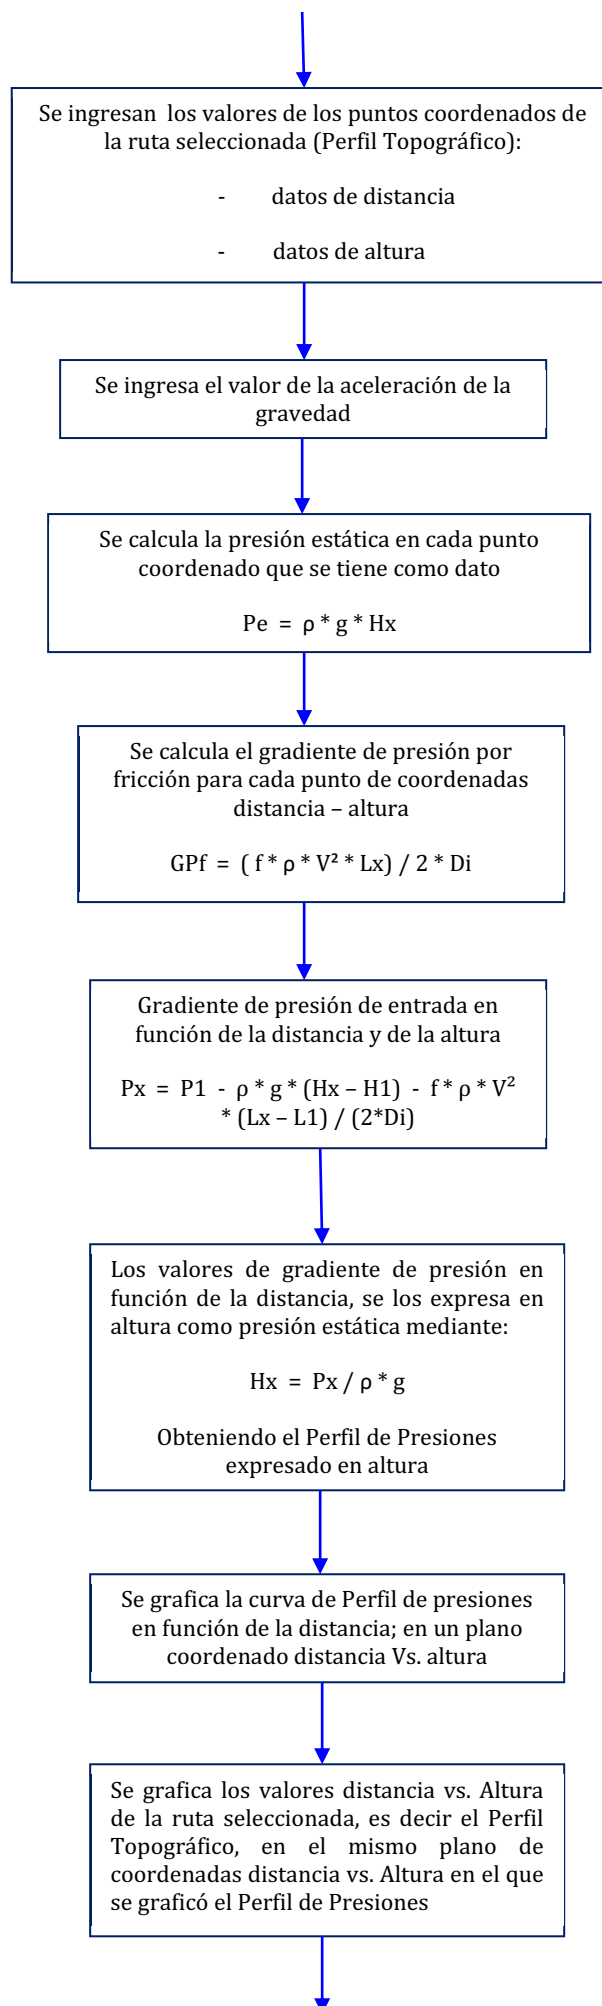 Se ingresan los valores de los puntos coordenados de
la ruta seleccionada (Perfil Topográfico):
- datos de distancia
- datos de altura
Se ingresa el valor de la aceleración de la
gravedad
Se calcula la presión estática en cada punto
coordenado que se tiene como dato
Pe = ρ * g * Hx
Se calcula el gradiente de presión por
fricción para cada punto de coordenadas
distancia – altura
GPf = ( f * ρ * V² * Lx) / 2 * Di
Gradiente de presión de entrada en
función de la distancia y de la altura
Px = P1 - ρ * g * (Hx – H1) - f * ρ * V²
* (Lx – L1) / (2*Di)
Los valores de gradiente de presión en
función de la distancia, se los expresa en
altura como presión estática mediante:
Hx = Px / ρ * g
Obteniendo el Perfil de Presiones
expresado en altura
Se grafica la curva de Perfil de presiones
en función de la distancia; en un plano
coordenado distancia Vs. altura
Se grafica los valores distancia vs. Altura
de la ruta seleccionada, es decir el Perfil
Topográfico, en el mismo plano de
coordenadas distancia vs. Altura en el que
se graficó el Perfil de Presiones